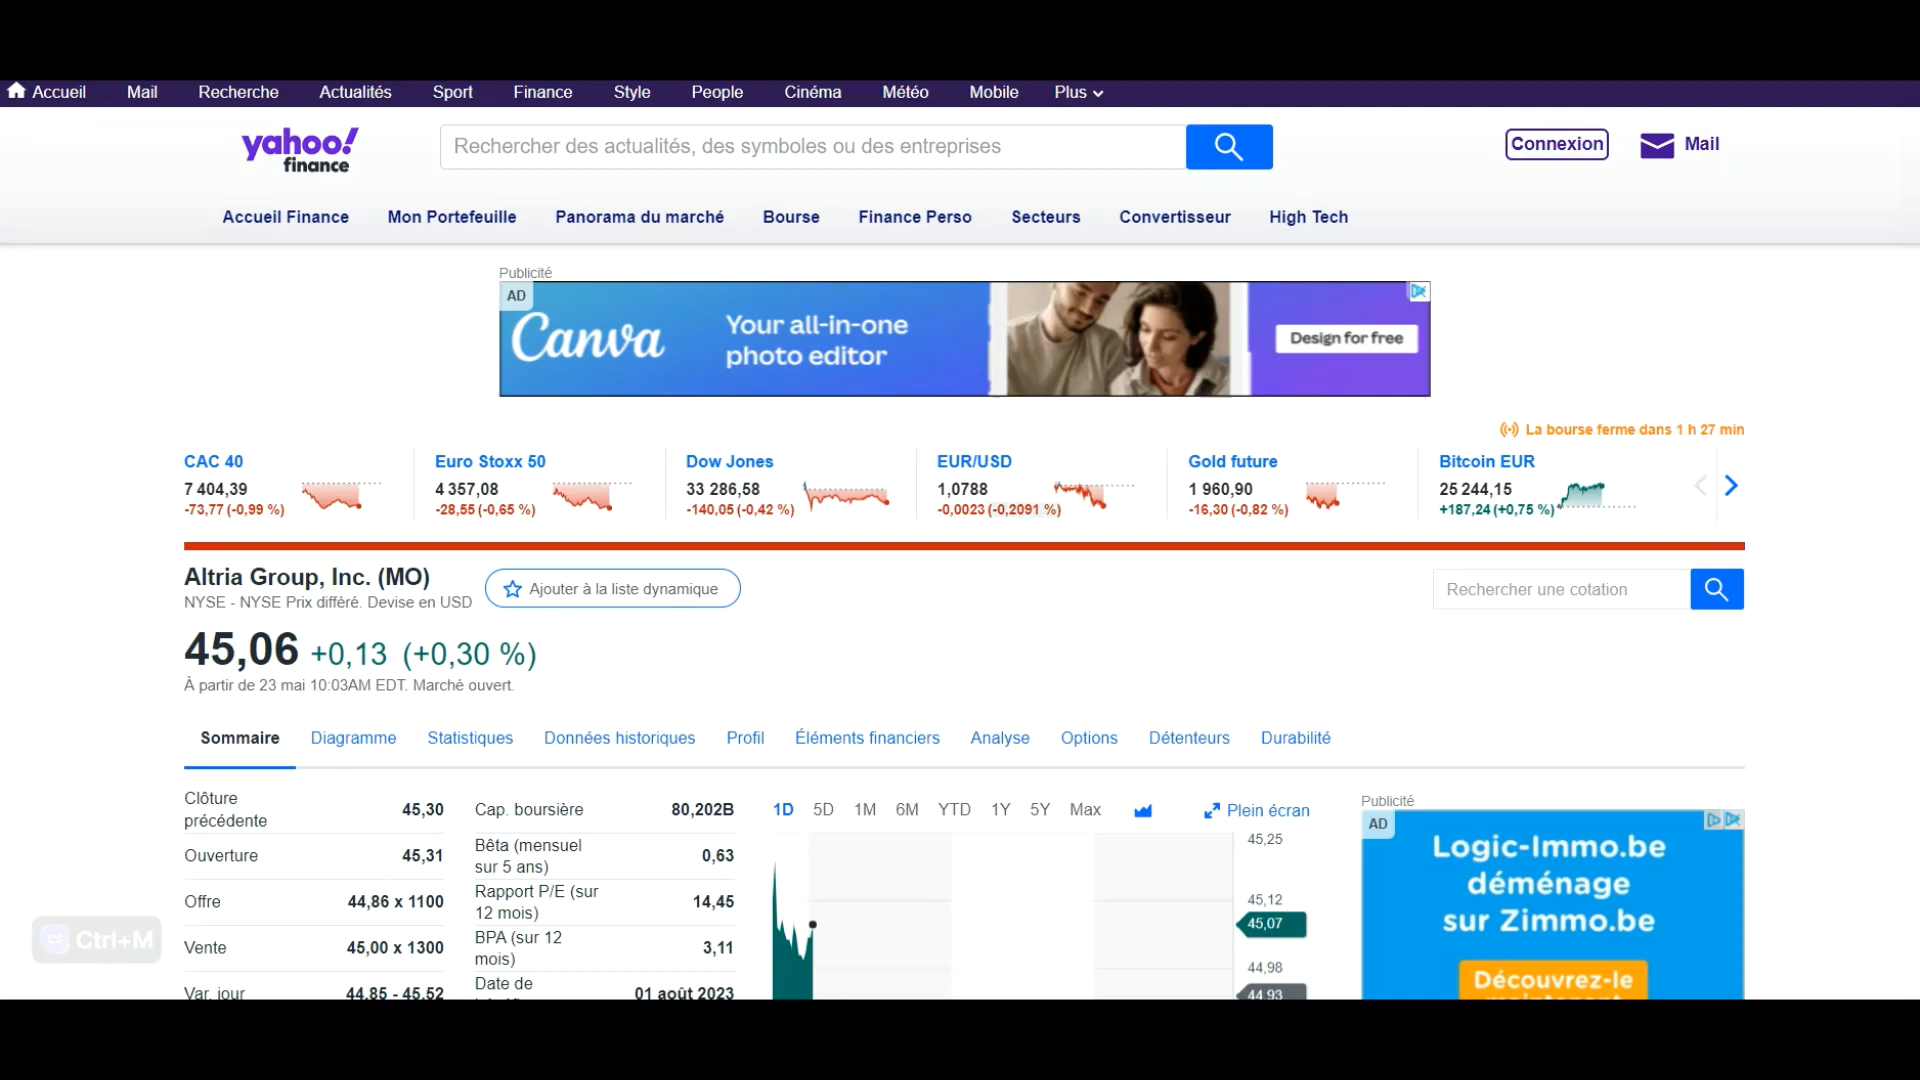 Accueil Mail Recherche Actualités Sport Finance Style People Cinéma Météo Mobile Plus
yahoo!
finance
Rechercher des actualités, des symboles ou des entreprises
Connexion
Mail
Accueil Finance Mon Portefeuille Panorama du marché Bourse Finance Perso Secteurs Convertisseur High Tech
Publicité
AD
Canva
Your all-in-one
photo editor
Design for free
La bourse ferme dans 1 h 27 min
CAC 40
7 404,39
-73,77 (-0,99 %)
Euro Stoxx 50
4 357,08
-28,55 (-0,65 %)
Dow Jones
33 286,58
-140,05 (-0,42 %)
EUR/USD
1,0788
-0,0023 (-0,2091 %)
Gold future
1 960,90
-16,30 (-0,82 %)
Bitcoin EUR
25 244,15
+187,24 (+0,75 %)
Altria Group, Inc. (MO)
NYSE - NYSE Prix différé. Devise en USD
Ajouter à la liste dynamique
Rechercher une cotation
45,06 +0,13 (+0,30 %)
À partir de 23 mai 10:03AM EDT. Marché ouvert.
Sommaire Diagramme Statistiques Données historiques Profil Éléments financiers Analyse Options Détenteurs Durabilité
Clôture
précédente
45,30
Ouverture 45,31
Offre 44,86 x 1100
Vente 45,00 x 1300
Var. jour 44,85 - 45,52
Cap. boursière 80,202B
Bêta (mensuel
sur 5 ans)
0,63
Rapport P/E (sur
12 mois)
14,45
BPA (sur 12
mois)
3,11
Date de
01 août 2023
1D 5D 1M 6M YTD 1Y 5Y Max
Plein écran
45,25
45,12
45,07
44,98
44,93
Publicité
AD
Logic-Immo.be
déménage
sur Zimmo.be
Découvrez-le
maintenant
Ctrl+M